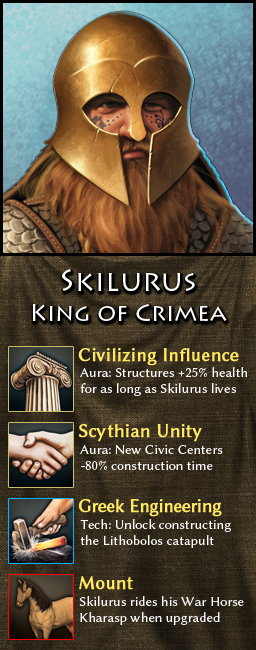 Skilurus
King of Crimea
Civilizing Influence
Aura: Structures +25% health
for as long as Skilurus lives
Scythian Unity
Aura: New Civic Centers
-80% construction time
Greek Engineering
Tech: Unlock constructing
the Lithobolos catapult
Mount
Skilurus rides his War Horse
Kharasp when upgraded